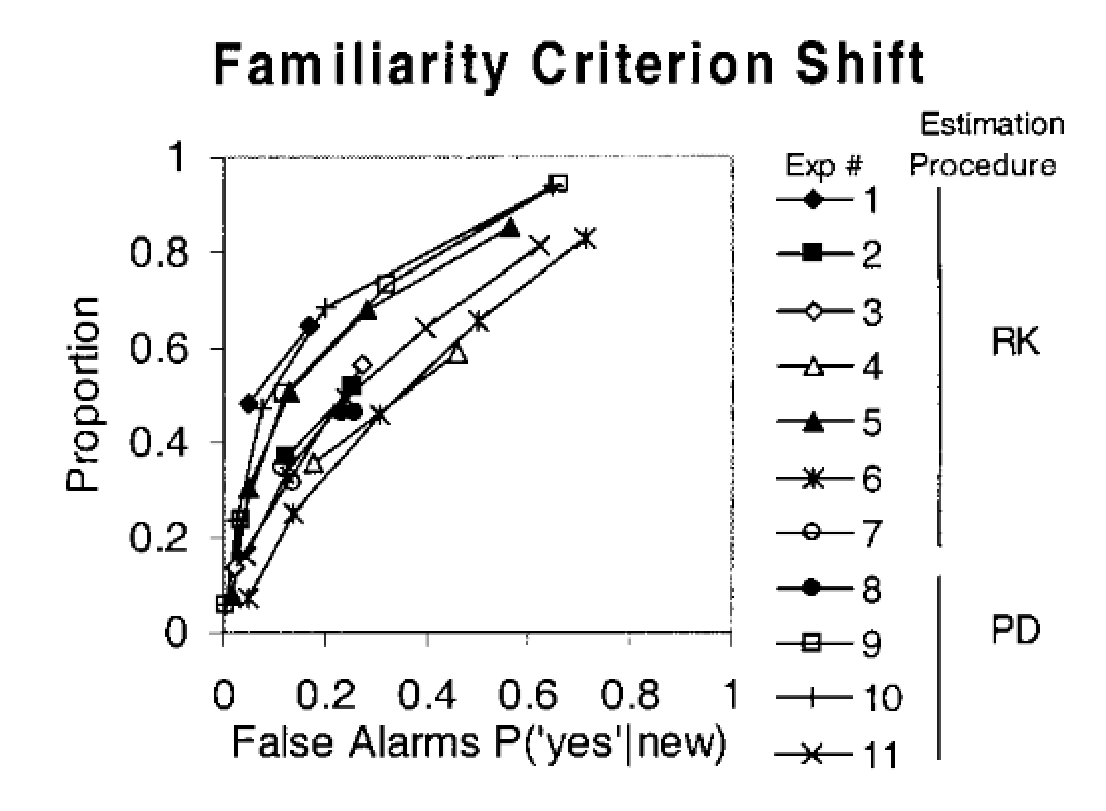 Familiarity Criterion Shift
Estimation
Exp # Procedure
1
0.8
0.6
0.4
0.2
0
Proportion
0 0.2 0.4 0.6 0.8 1
False Alarms P('yes'|new)
1
2
3
4
5
6
7
8
9
10
11
RK
PD